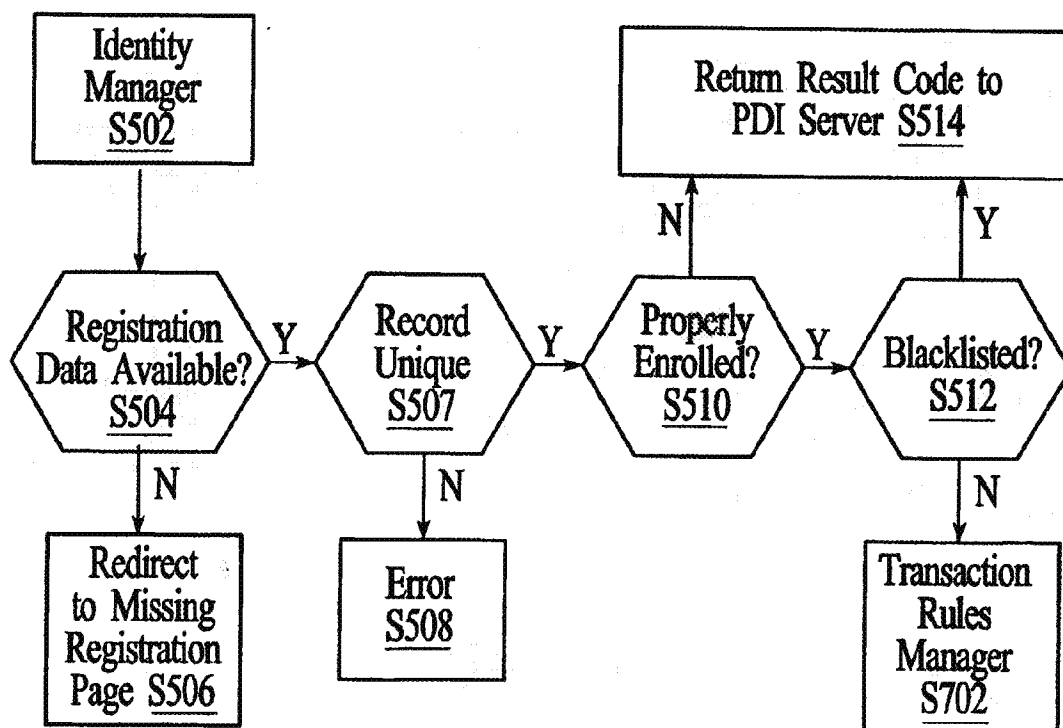 Identity
Manager
S502
Return Result Code to
PDI Server S514
N
Y
Registration
Data Available?
S504
Y
Record
Unique
S507
Y
Properly
Enrolled?
S510
Y
Blacklisted?
S512
N
N
N
Redirect
to Missing
Registration
Page S506
Error
S508
Transaction
Rules
Manager
S702